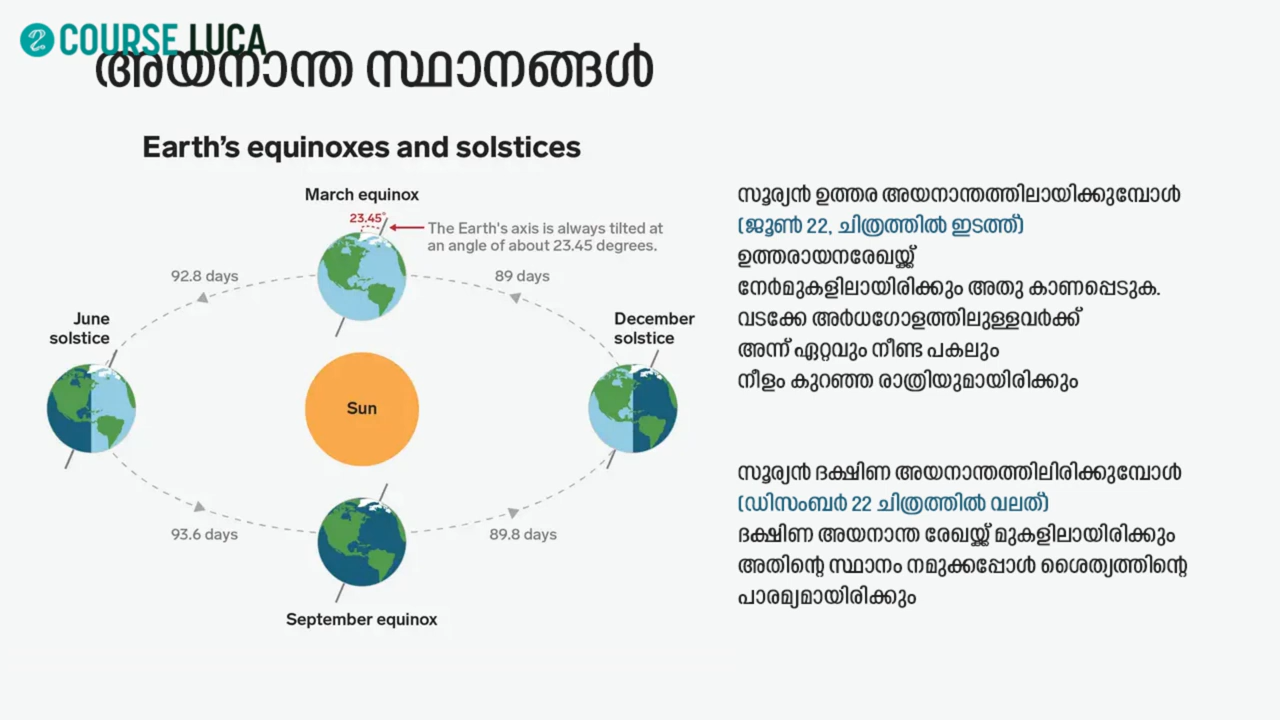 COURSE LUCA
അയനാന്ത സ്ഥാനങ്ങൾ
Earth's equinoxes and solstices
March equinox
23.45°
The Earth's axis is always tilted at
an angle of about 23.45 degrees.
92.8 days
89 days
June
solstice
December
solstice
Sun
93.6 days
89.8 days
September equinox
സൂര്യൻ ഉത്തര അയനാന്തത്തിലായിക്കുമ്പോൾ
(ജൂൺ 22, ചിത്രത്തിൽ ഇടത്ത്)
ഉത്തരായനരേഖയ്ക്ക്
നേർമുകളിലായിരിക്കും അതു കാണപ്പെടുക.
വടക്കേ അർധഗോളത്തിലുള്ളവർക്ക്
അന്ന് ഏറ്റവും നീണ്ട പകലും
നീളം കുറഞ്ഞ രാത്രിയുമായിരിക്കും
സൂര്യൻ ദക്ഷിണ അയനാന്തത്തിലിരിക്കുമ്പോൾ
(ഡിസംബർ 22 ചിത്രത്തിൽ വലത്)
ദക്ഷിണ അയനാന്ത രേഖയ്ക്ക് മുകളിലായിരിക്കും
അതിന്റെ സ്ഥാനം നമുക്കപ്പോൾ ശൈത്യത്തിന്റെ
പാരമ്യമായിരിക്കും